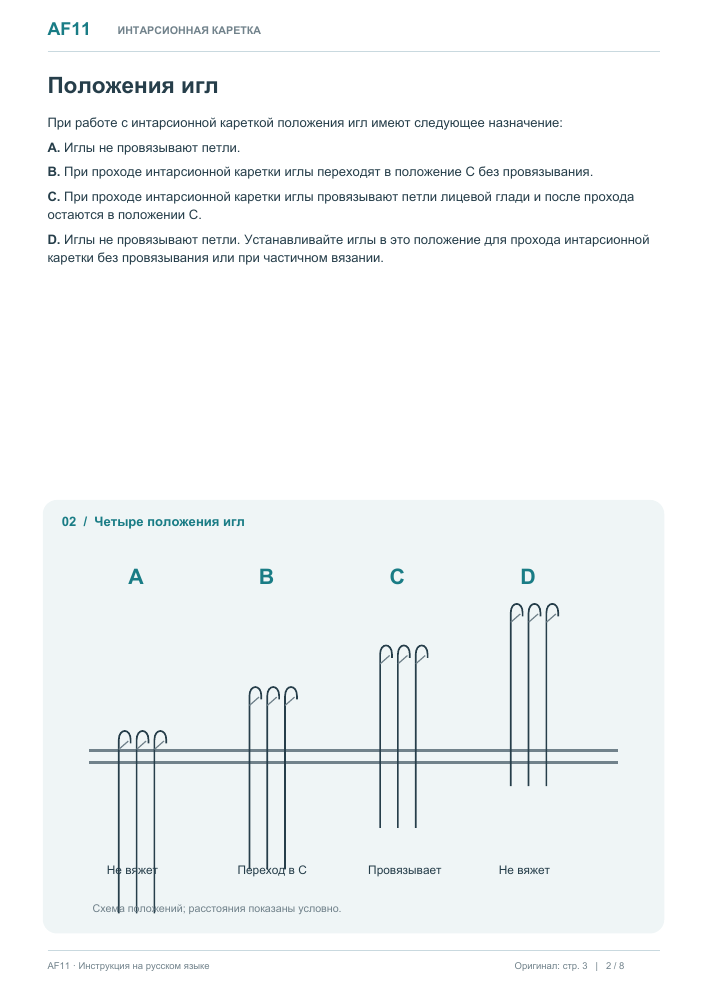 AF11 ИНТАРСИОННАЯ КАРЕТКА
Положения игл
При работе с интарсионной кареткой положения игл имеют следующее назначение:
A. Иглы не провязывают петли.
B. При проходе интарсионной каретки иглы переходят в положение C без провязывания.
C. При проходе интарсионной каретки иглы провязывают петли лицевой глади и после прохода
остаются в положении C.
D. Иглы не провязывают петли. Устанавливайте иглы в это положение для прохода интарсионной
каретки без провязывания или при частичном вязании.
02 / Четыре положения игл
A B C D
Не вяжет Переход в C Провязывает Не вяжет
Схема положений; расстояния показаны условно.
AF11 · Инструкция на русском языке Оригинал: стр. 3 | 2 / 8